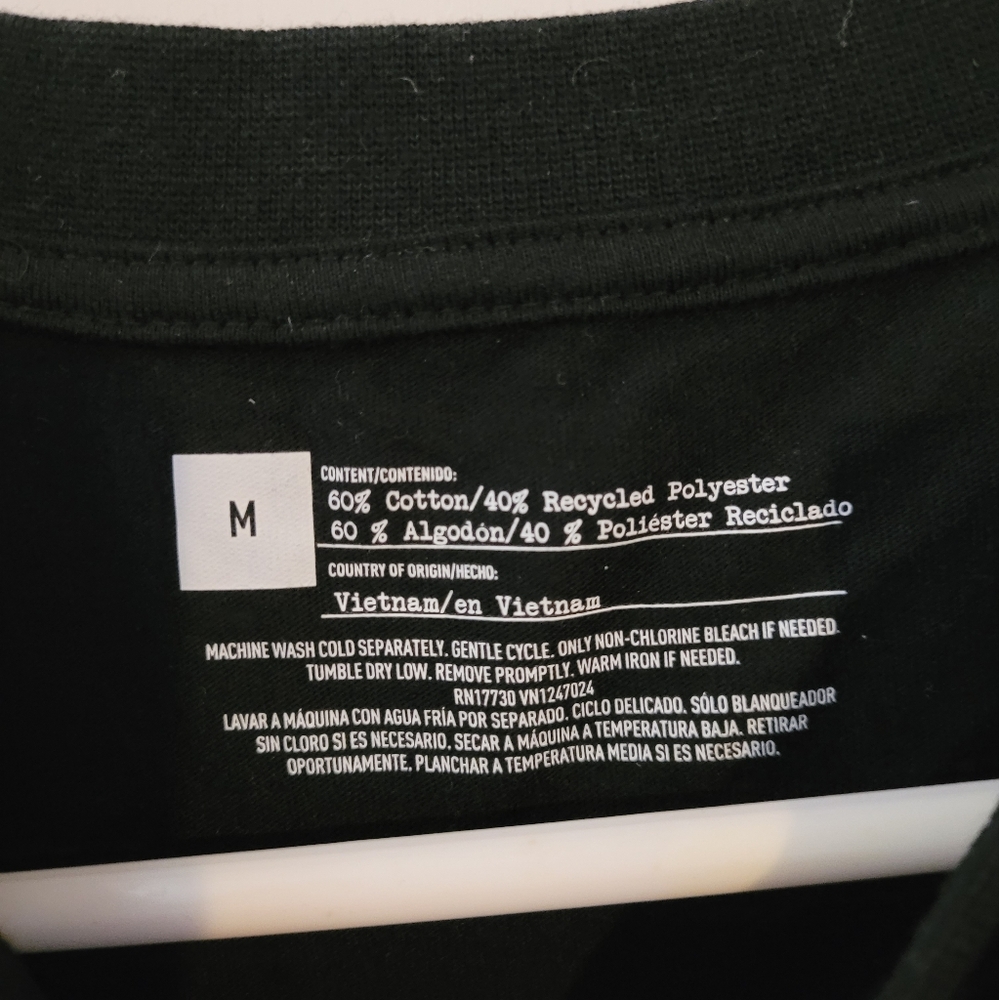 M
CONTENT/CONTENIDO:
60% Cotton/40% Recycled Polyester
60 % Algodón/40 % Poliéster Reciclado
COUNTRY OF ORIGIN/HECHO:
Vietnam/en Vietnam
MACHINE WASH COLD SEPARATELY. GENTLE CYCLE. ONLY NON-CHLORINE BLEACH IF NEEDED.
TUMBLE DRY LOW. REMOVE PROMPTLY. WARM IRON IF NEEDED.
RN17730 VN1247024
LAVAR A MÁQUINA CON AGUA FRÍA POR SEPARADO. CICLO DELICADO. SÓLO BLANQUEADOR
SIN CLORO SI ES NECESARIO. SECAR A MÁQUINA A TEMPERATURA BAJA. RETIRAR
OPORTUNAMENTE. PLANCHAR A TEMPERATURA MEDIA SI ES NECESARIO.